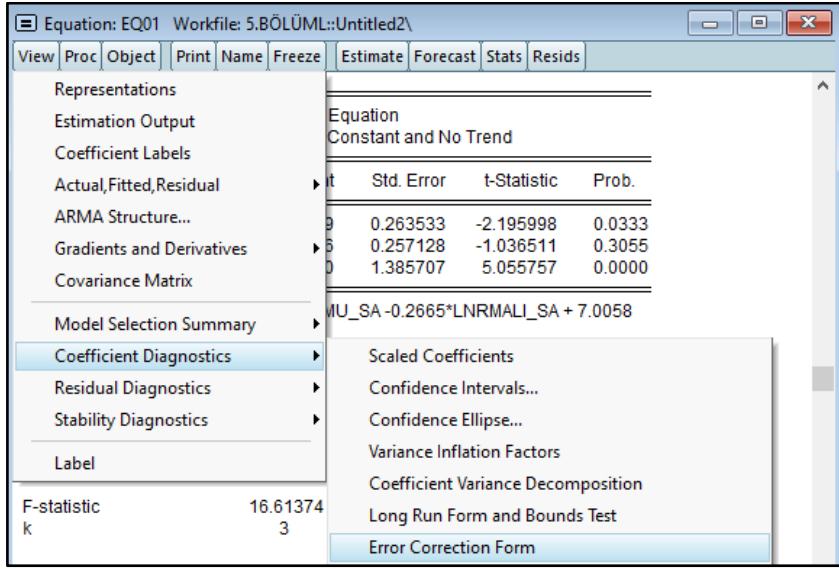 Equation: EQ01 Workfile: 5.BÖLÜML::Untitled2\
View Proc Object Print Name Freeze Estimate Forecast Stats Resids
Representations
Estimation Output
Coefficient Labels
Actual,Fitted,Residual
ARMA Structure...
Gradients and Derivatives
Covariance Matrix
Model Selection Summary
Coefficient Diagnostics
Residual Diagnostics
Stability Diagnostics
Label
Equation
Constant and No Trend
Std. Error t-Statistic Prob.
0.263533 -2.195998 0.0333
0.257128 -1.036511 0.3055
1.385707 5.055757 0.0000
MU_SA -0.2665*LNRMALI_SA + 7.0058
Scaled Coefficients
Confidence Intervals...
Confidence Ellipse...
Variance Inflation Factors
Coefficient Variance Decomposition
Long Run Form and Bounds Test
Error Correction Form
F-statistic 16.61374
k 3